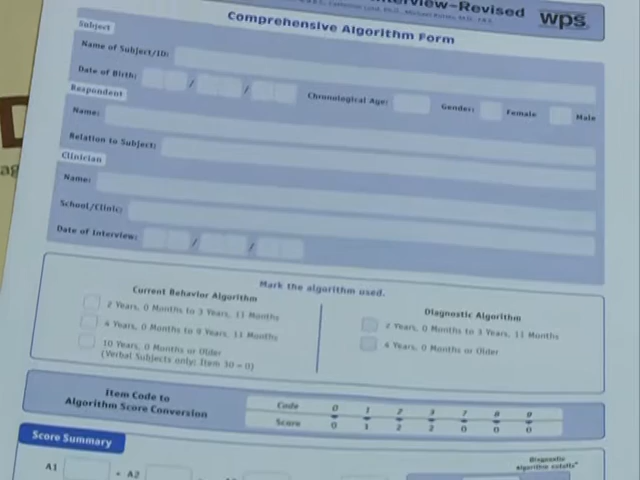 Interview–Revised
wps
Comprehensive Algorithm Form
Subject
Name of Subject/ID:
Date of Birth: / / Chronological Age: Gender: Female Male
Respondent
Name:
Relation to Subject:
Clinician
Name:
School/Clinic:
Date of Interview: / /
Mark the algorithm used.
Current Behavior Algorithm
2 Years, 0 Months to 3 Years, 11 Months
4 Years, 0 Months to 9 Years, 11 Months
10 Years, 0 Months or Older
(Verbal Subjects only: Item 30 = 0)
Diagnostic Algorithm
2 Years, 0 Months to 3 Years, 11 Months
4 Years, 0 Months or Older
Item Code to
Algorithm Score Conversion
Code 0 1 2 3 7 8 9
Score 0 1 2 2 0 0 0
Score Summary
Diagnostic
algorithm cutoffs*
A1 + A2